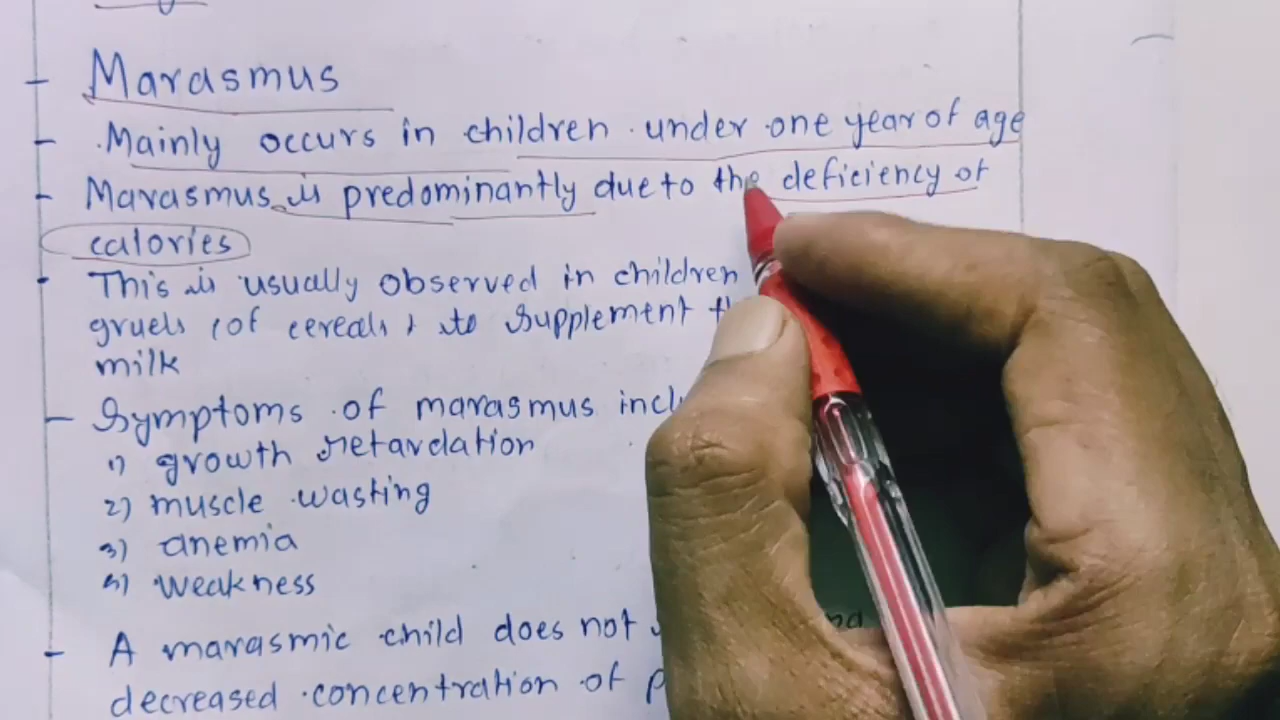 - Marasmus
- Mainly occurs in children under one year of age
- Marasmus is predominantly due to the deficiency of
calories
• This is usually observed in children
gruels (of cereals) to supplement
milk
- Symptoms of marasmus
1) growth retardation
2) muscle wasting
3) anemia
4) weakness
- A marasmic child does not
decreased concentration of